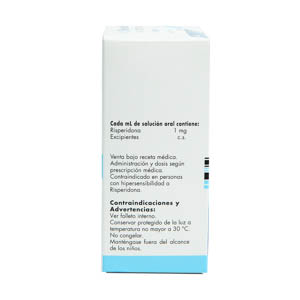 Cada mL de solución oral contiene:
Risperidona 1 mg
Excipientes c.s.
Venta bajo receta médica.
Administración y dosis según
prescripción médica.
Contraindicado en personas
con hipersensibilidad a
Risperidona.
Contraindicaciones y
Advertencias:
Ver folleto interno.
Conservar protegido de la luz a
temperatura no mayor a 30 °C.
No congelar.
Manténgase fuera del alcance
de los niños.